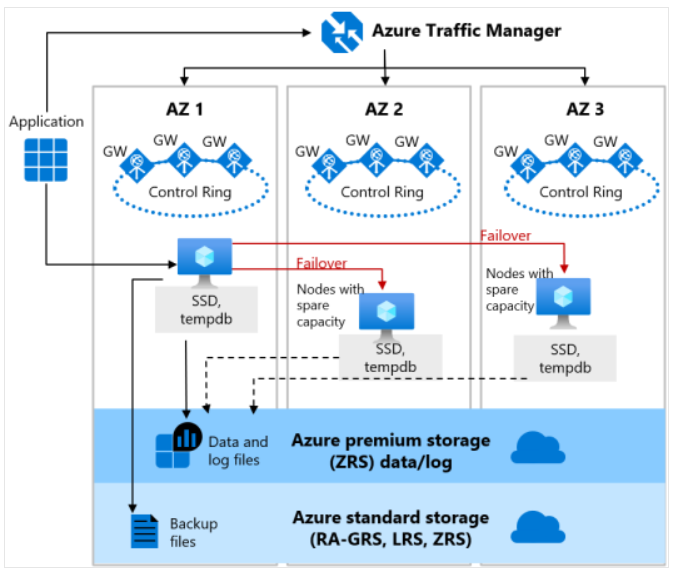 Azure Traffic Manager
Application
AZ 1
AZ 2
AZ 3
GW
GW
GW
GW
GW
GW
GW
GW
GW
Control Ring
Control Ring
Control Ring
Failover
Failover
SSD,
tempdb
Nodes with
spare
capacity
SSD,
tempdb
Nodes with
spare
capacity
SSD,
tempdb
Data and
log files
Azure premium storage
(ZRS) data/log
Backup
files
Azure standard storage
(RA-GRS, LRS, ZRS)